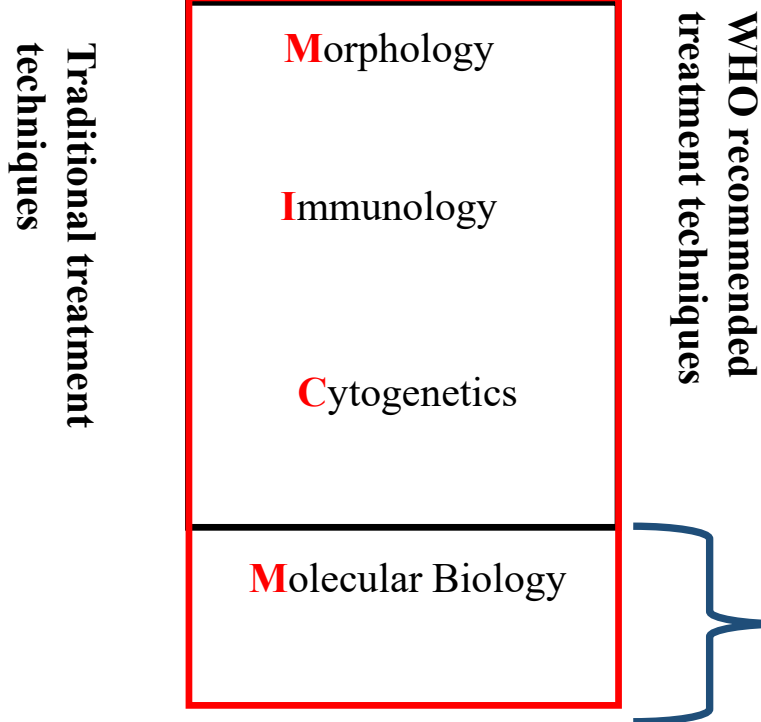 Traditional treatment
techniques
Morphology
Immunology
Cytogenetics
Molecular Biology
WHO recommended
treatment techniques